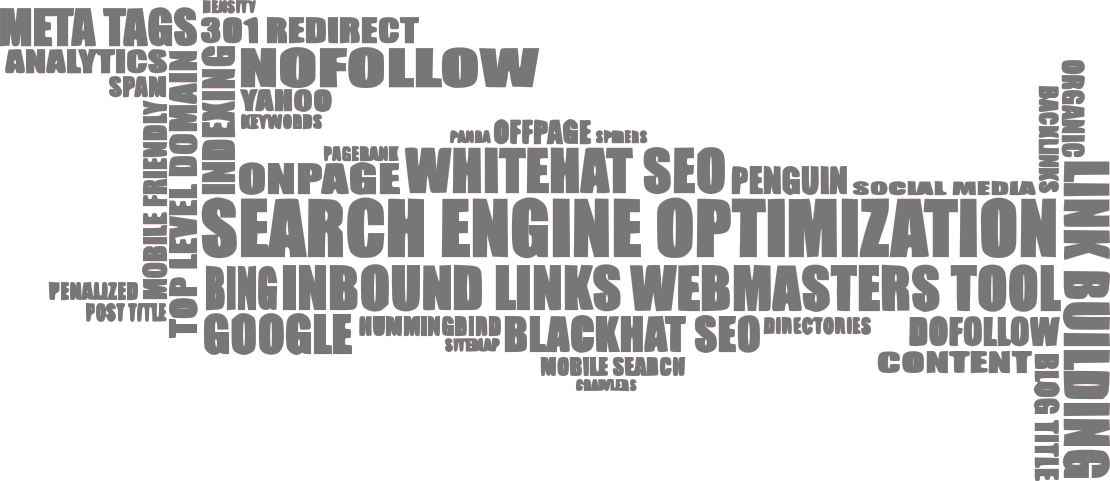 DENSITY
META TAGS
301 REDIRECT
ANALYTICS
NOFOLLOW
SPAM
YAHOO
KEYWORDS
MOBILE FRIENDLY
TOP LEVEL DOMAIN
INDEXING
PANDA
OFFPAGE
SPIDERS
PAGERANK
ONPAGE
WHITEHAT SEO
PENGUIN
SOCIAL MEDIA
BACKLINKS
ORGANIC
LINK BUILDING
SEARCH ENGINE OPTIMIZATION
BING
INBOUND LINKS
WEBMASTERS TOOL
PENALIZED
POST TITLE
GOOGLE
HUMMINGBIRD
SITEMAP
BLACKHAT SEO
DIRECTORIES
DOFOLLOW
MOBILE SEARCH
CONTENT
CRAWLERS
BLOG TITLE